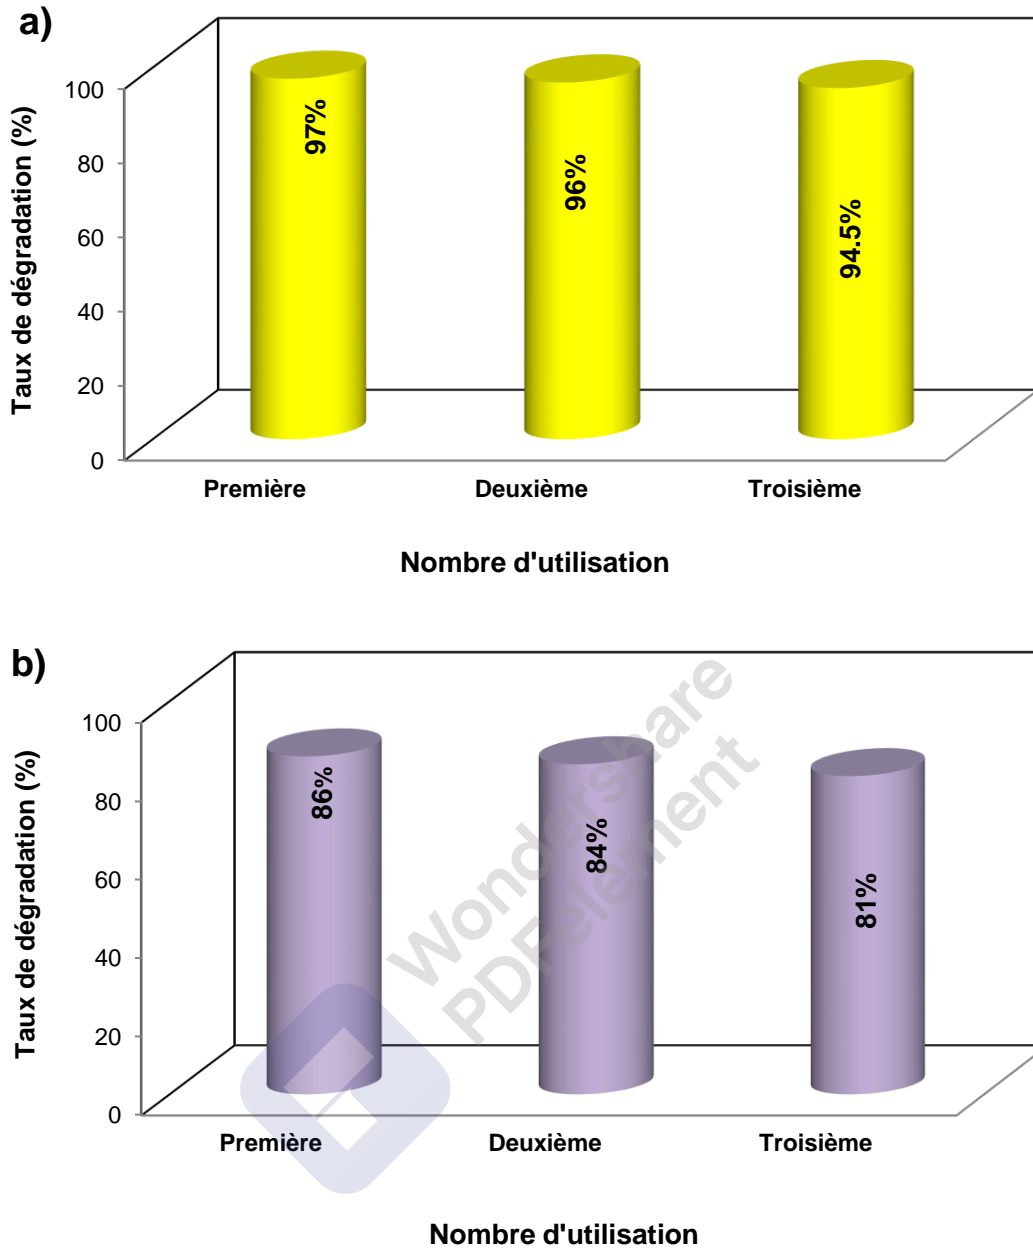 a)
Taux de dégradation (%)
100
80
60
40
20
0
97%
96%
94.5%
Première
Deuxième
Troisième
Nombre d'utilisation
b)
Taux de dégradation (%)
100
80
60
40
20
0
86%
84%
81%
Première
Deuxième
Troisième
Nombre d'utilisation
Wondershare
PDFelement